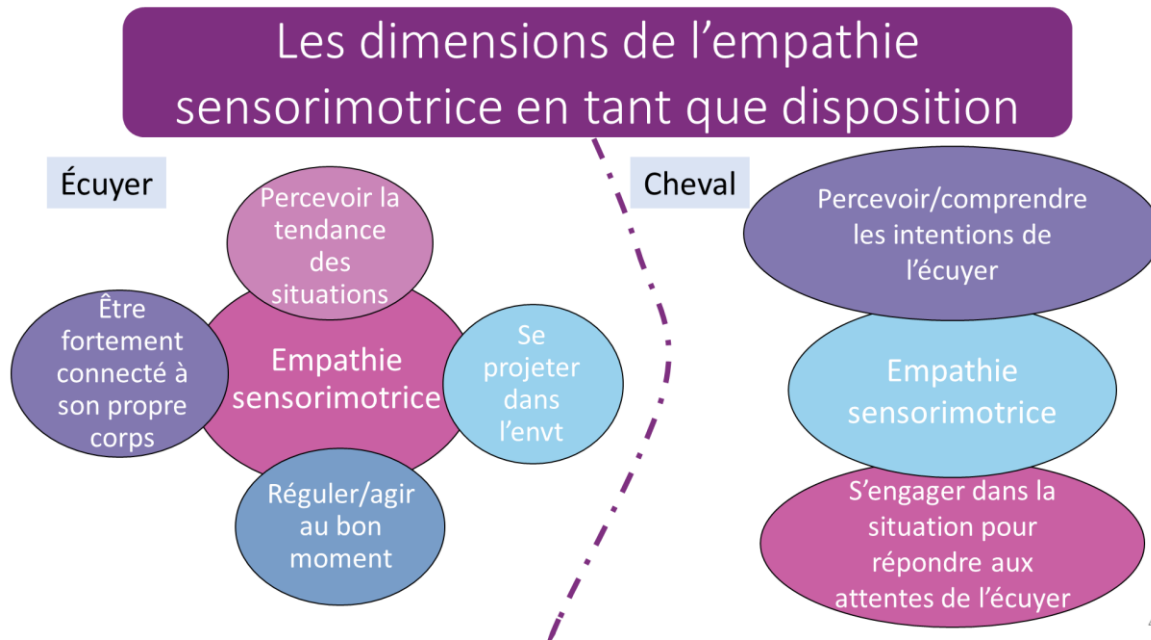 Les dimensions de l’empathie
sensorimotrice en tant que disposition
Écuyer
Percevoir la
tendance
des
situations
Être
fortement
connecté à
son propre
corps
Empathie
sensorimotrice
Se
projeter
dans
l’envt
Réguler/agir
au bon
moment
Cheval
Percevoir/comprendre
les intentions de
l’écuyer
Empathie
sensorimotrice
S’engager dans la
situation pour
répondre aux
attentes de l’écuyer